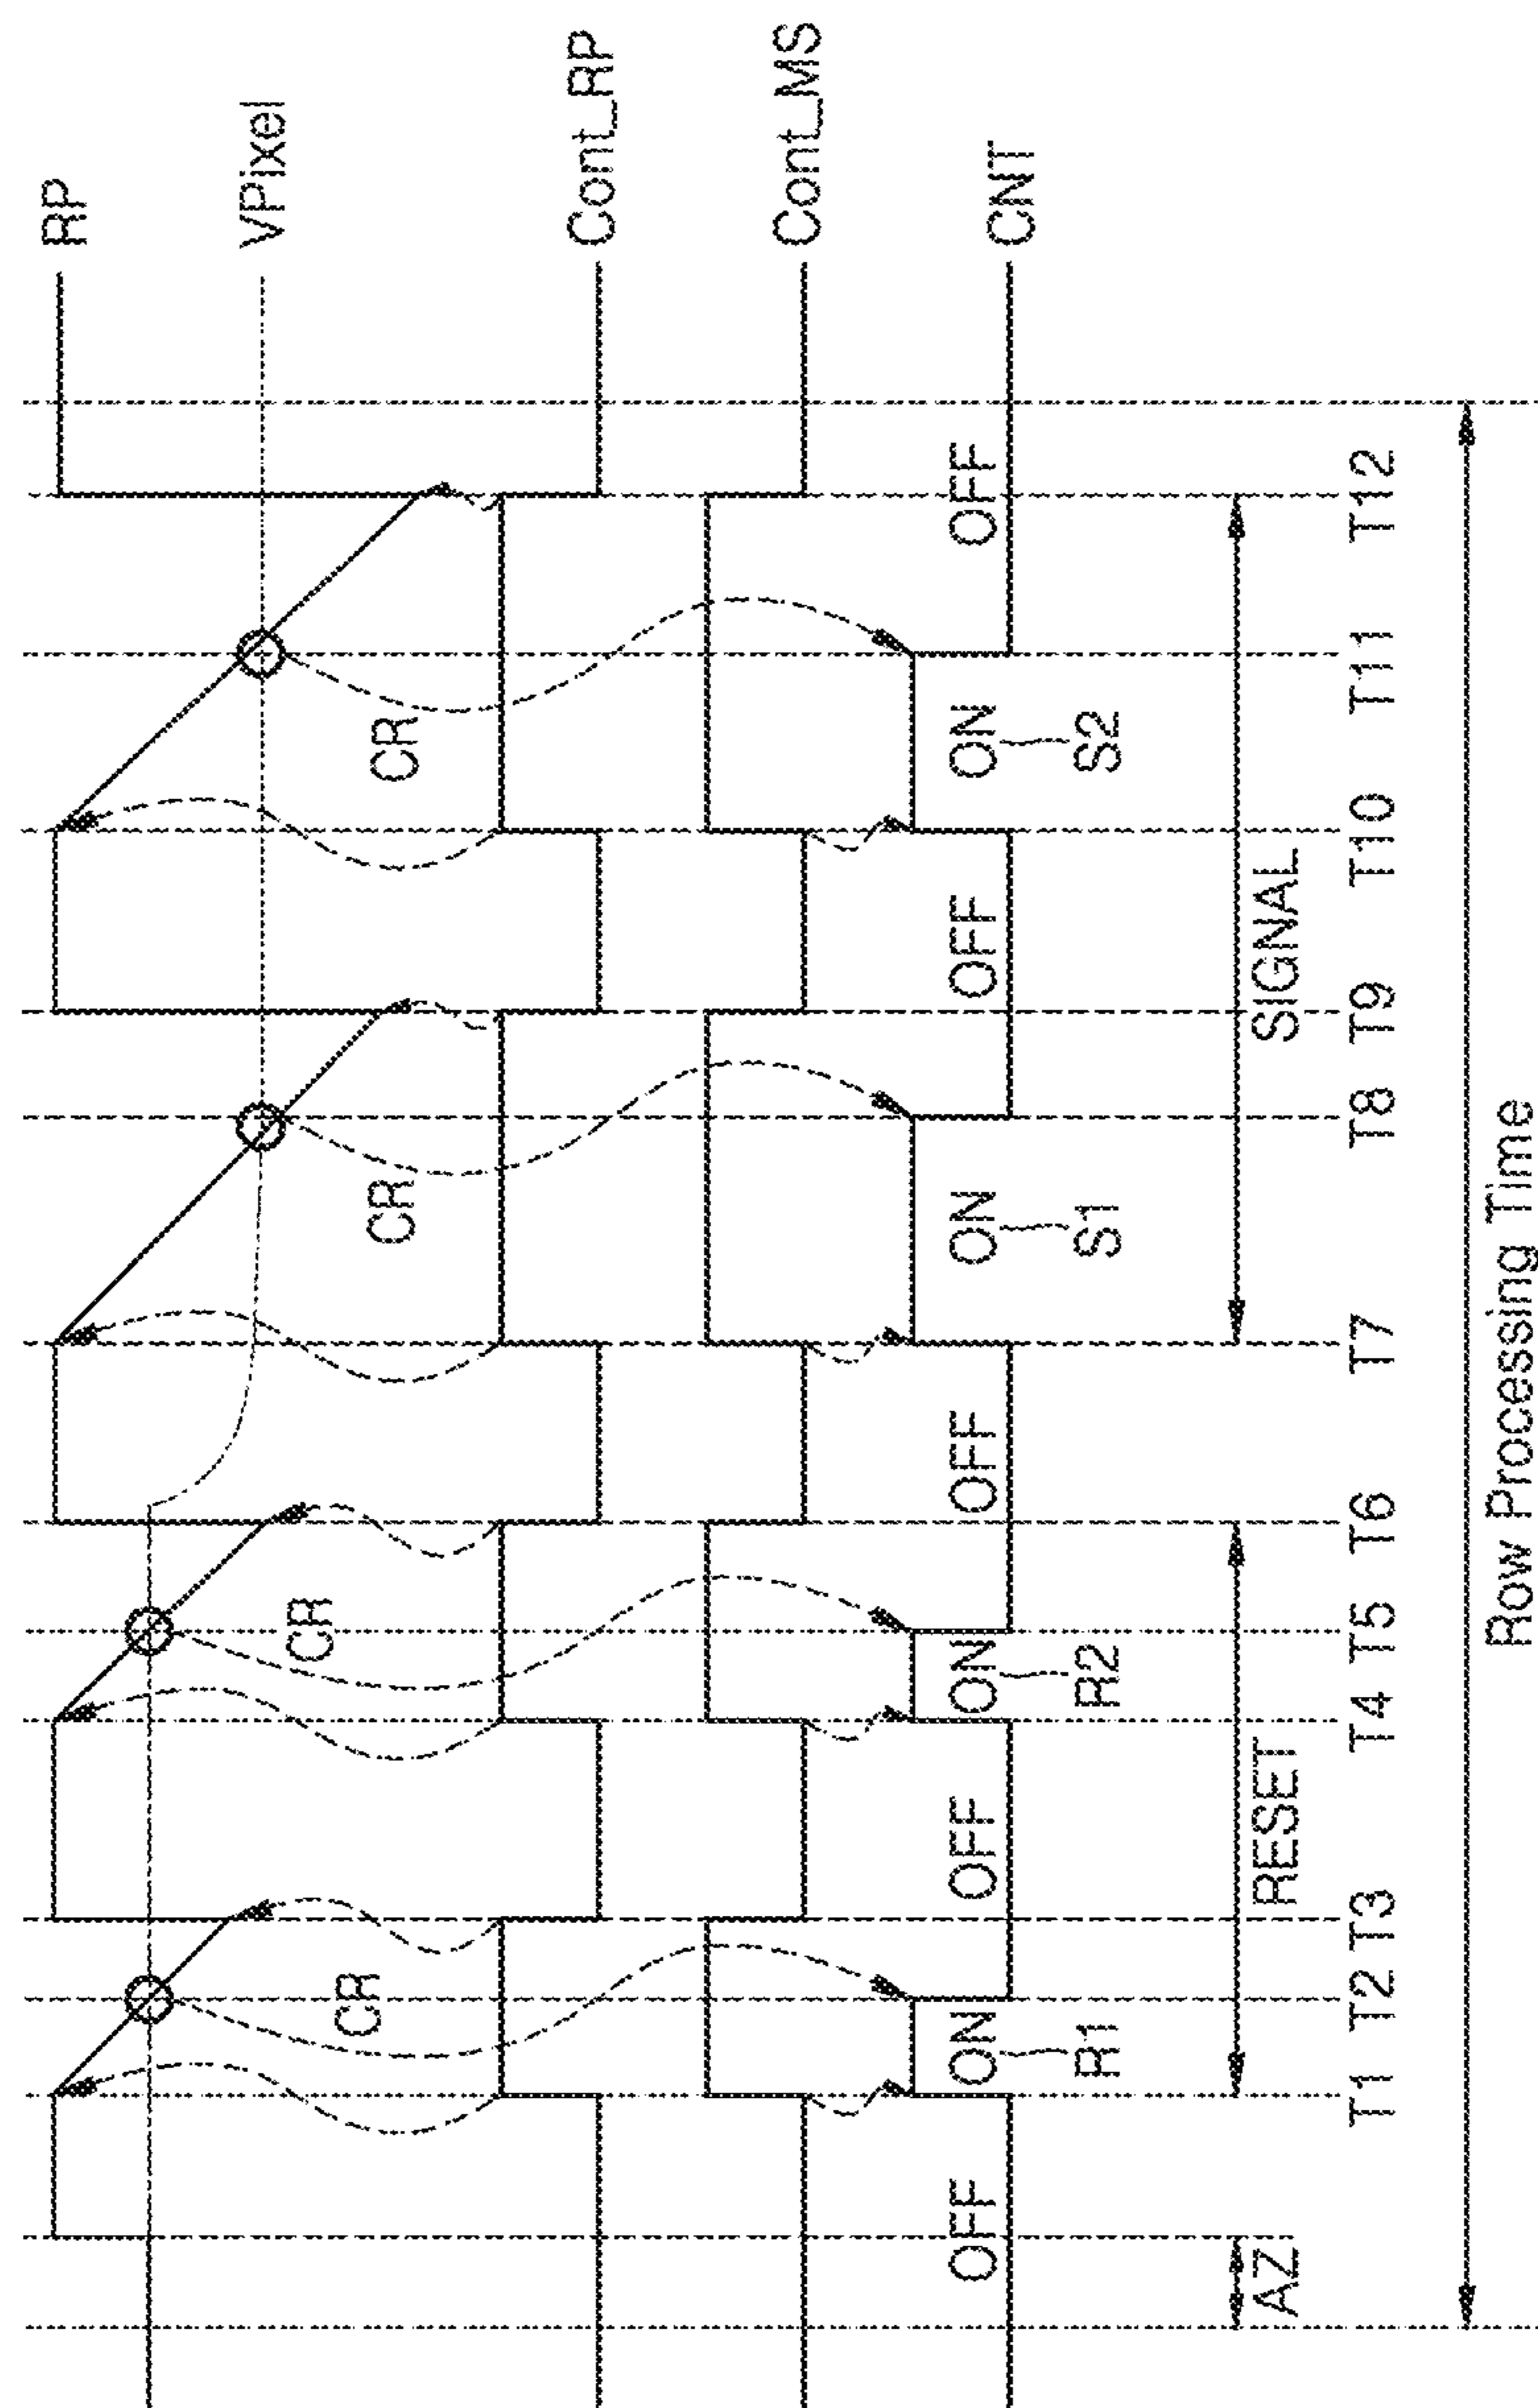 RP
VPixel
CR CR CR CR
Cont_RP
Cont_MS
OFF ON OFF ON OFF ON OFF ON OFF
CNT
R1 R2 S1 S2
AZ RESET SIGNAL
T1 T2 T3 T4 T5 T6 T7 T8 T9 T10 T11 T12
Row Processing Time